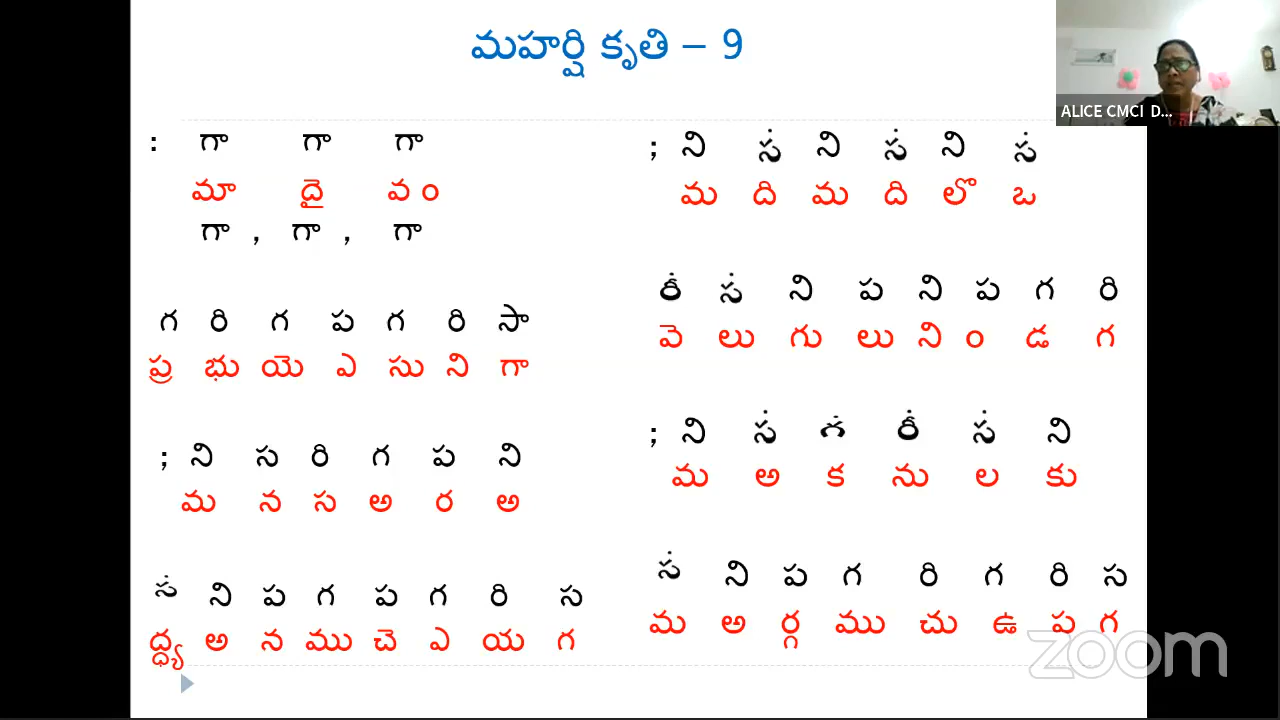 మహర్షి కృతి – 9
ALICE CMCI D...
: గా గా గా
మా దై వ ం
గా , గా , గా
గ రి గ ప గ రి సా
ప్ర భు యె ఎ సు ని గా
; ని స రి గ ప ని
మ న స అ ర అ
స̇ ని ప గ ప గ రి స
ధ్య అ న ము చె ఎ య గ
; ని స̇ ని స̇ ని స̇
మ ది మ ది లొ ఒ
రీ̇ స̇ ని ప ని ప గ రి
వె లు గు లు ని ం డ గ
; ని స̇ గ̇ రీ̇ స̇ ని
మ అ క ను ల కు
స̇ ని ప గ రి గ రి స
మ అ ర్గ ము చు ఉ ప గ
zoom